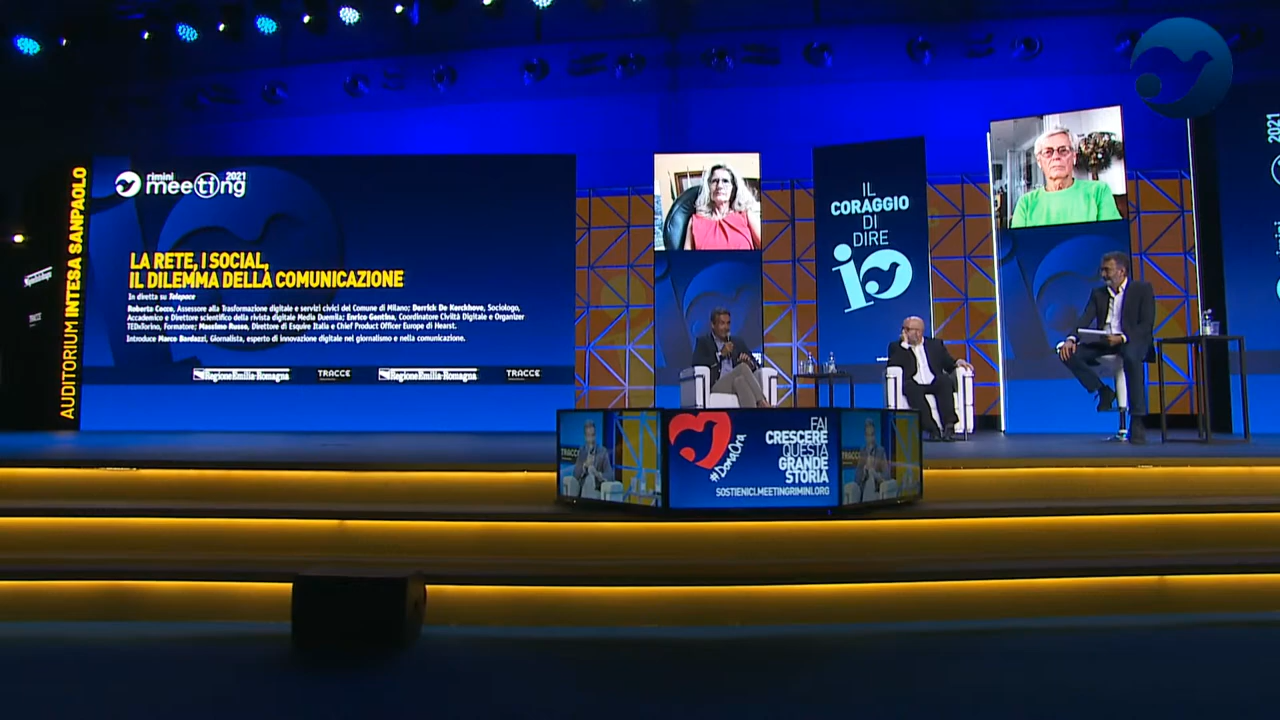 AUDITORIUM INTESA SANPAOLO
rimini
meeting
2021
LA RETE, I SOCIAL,
IL DILEMMA DELLA COMUNICAZIONE
In diretta su Telepace
Roberta Cocco, Assessore alla Trasformazione digitale e servizi civici del Comune di Milano; Derrick De Kerckhove, Sociologo,
Accademico e Direttore scientifico della rivista digitale Media Duemila; Enrico Gentina, Coordinatore Civiltà Digitale e Organizer
TEDxTorino, Formatore; Massimo Russo, Direttore di Esquire Italia e Chief Product Officer Europe di Hearst.
Introduce Marco Bardazzi, Giornalista, esperto di innovazione digitale nel giornalismo e nella comunicazione.
RegioneEmilia-Romagna TRACCE RegioneEmilia-Romagna TRACCE
IL
CORAGGIO
DI
DIRE
io
2021
#DonaOra
FAI
CRESCERE
QUESTA
GRANDE
STORIA
SOSTIENICI.MEETINGRIMINI.ORG